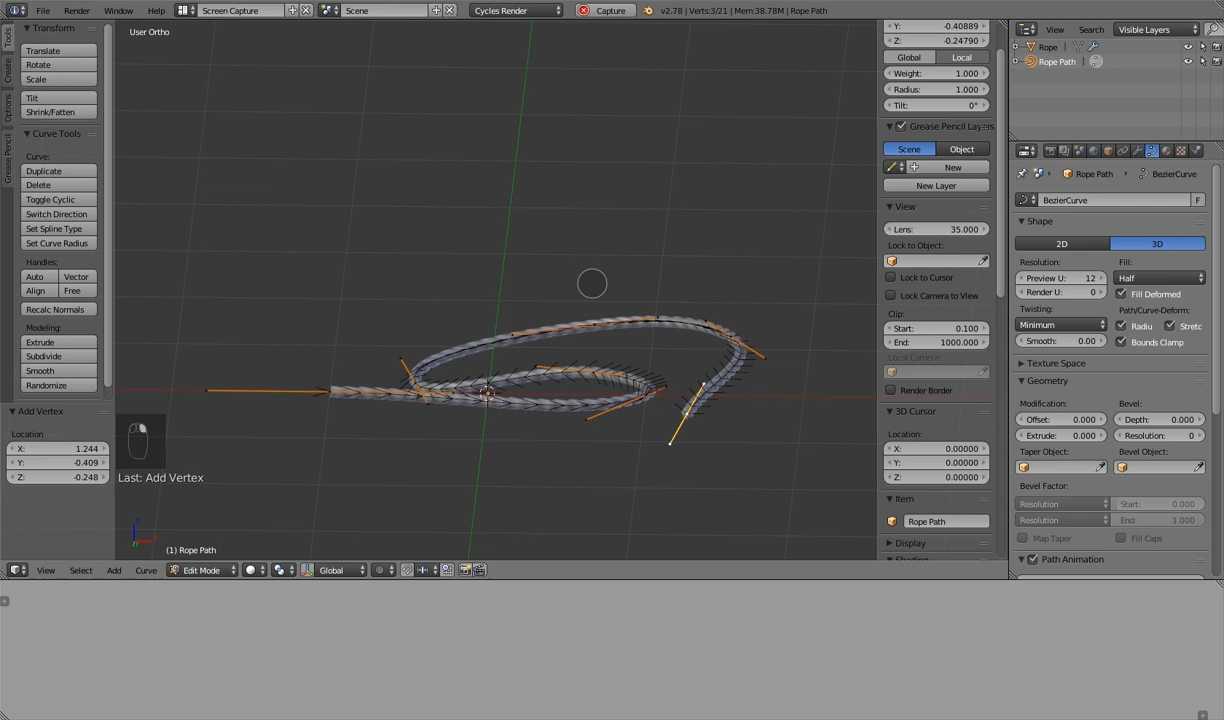 File Render Window Help Screen Capture Scene Cycles Render Capture v2.78 | Verts:3/21 | Mem:38.78M | Rope Path
Tools
Create
Options
Grease Pencil
Transform
Translate
Rotate
Scale
Tilt
Shrink/Fatten
Curve Tools
Curve:
Duplicate
Delete
Toggle Cyclic
Switch Direction
Set Spline Type
Set Curve Radius
Handles:
Auto Vector
Align Free
Recalc Normals
Modeling:
Extrude
Subdivide
Smooth
Randomize
Add Vertex
Location
X: 1.244
Y: -0.409
Z: -0.248
User Ortho
Last: Add Vertex
(1) Rope Path
View Select Add Curve Edit Mode Global
Y: -0.40889
Z: -0.24790
Global Local
Weight: 1.000
Radius: 1.000
Tilt: 0°
Grease Pencil Layers
Scene Object
New
New Layer
View
Lens: 35.000
Lock to Object:
Lock to Cursor
Lock Camera to View
Clip:
Start: 0.100
End: 1000.000
Local Camera:
Render Border
3D Cursor
Location:
X: 0.00000
Y: 0.00000
Z: 0.00000
Item
Rope Path
Display
View Search Visible Layers
Rope
Rope Path
Rope Path BezierCurve
BezierCurve F
Shape
2D 3D
Resolution: Fill:
Preview U: 12 Half
Render U: 0 Fill Deformed
Twisting: Path/Curve-Deform:
Minimum Radiu Stretc
Smooth: 0.00 Bounds Clamp
Texture Space
Geometry
Modification: Bevel:
Offset: 0.000 Depth: 0.000
Extrude: 0.000 Resolution: 0
Taper Object: Bevel Object:
Bevel Factor:
Resolution Start: 0.000
Resolution End: 1.000
Map Taper Fill Caps
Path Animation